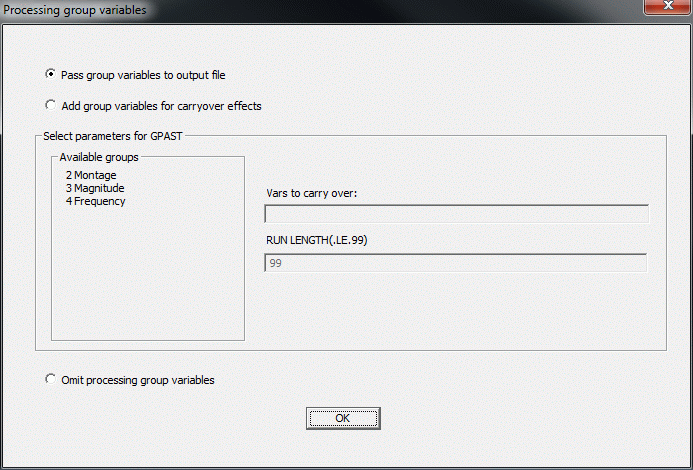 Processing group variables
Pass group variables to output file
Add group variables for carryover effects
Select parameters for GPAST
Available groups
2 Montage
3 Magnitude
4 Frequency
Vars to carry over:
RUN LENGTH(.LE.99)
99
Omit processing group variables
OK